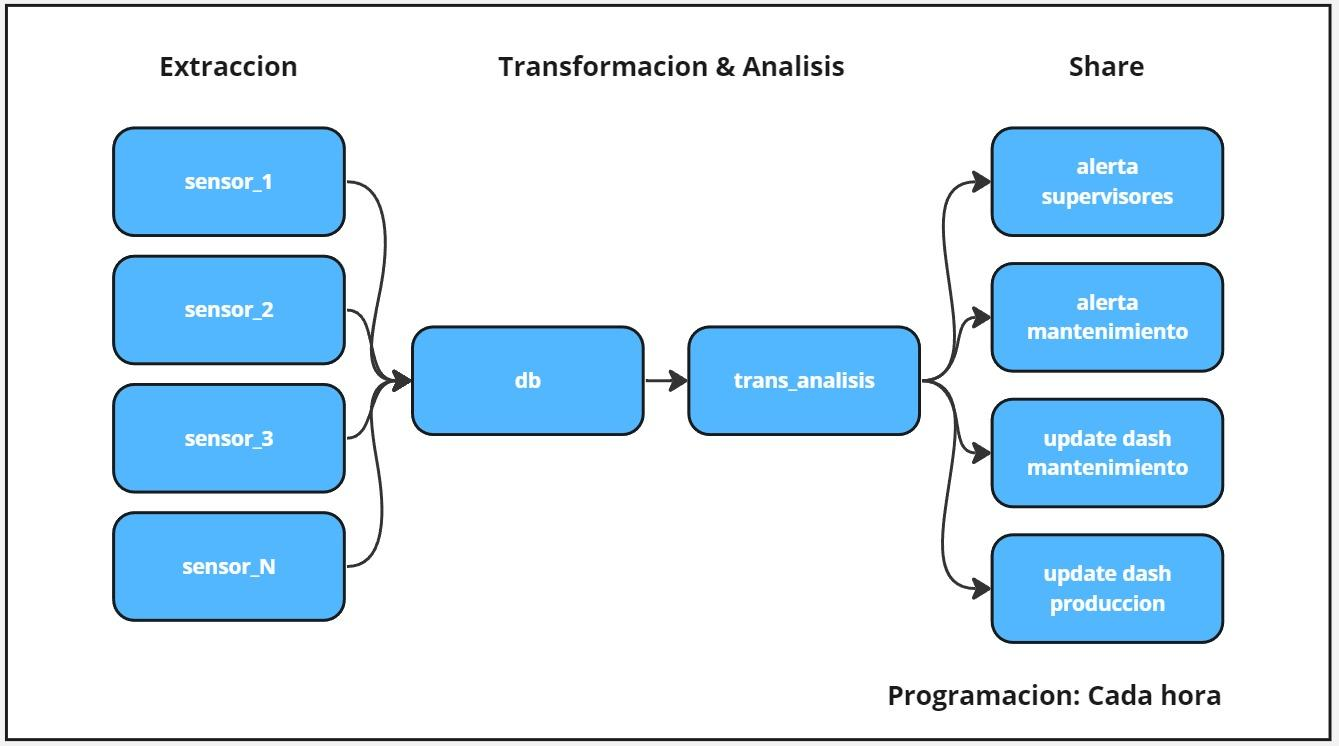 Extraccion
Transformacion & Analisis
Share
sensor_1
sensor_2
sensor_3
sensor_N
db
trans_analisis
alerta
supervisores
alerta
mantenimiento
update dash
mantenimiento
update dash
produccion
Programacion: Cada hora